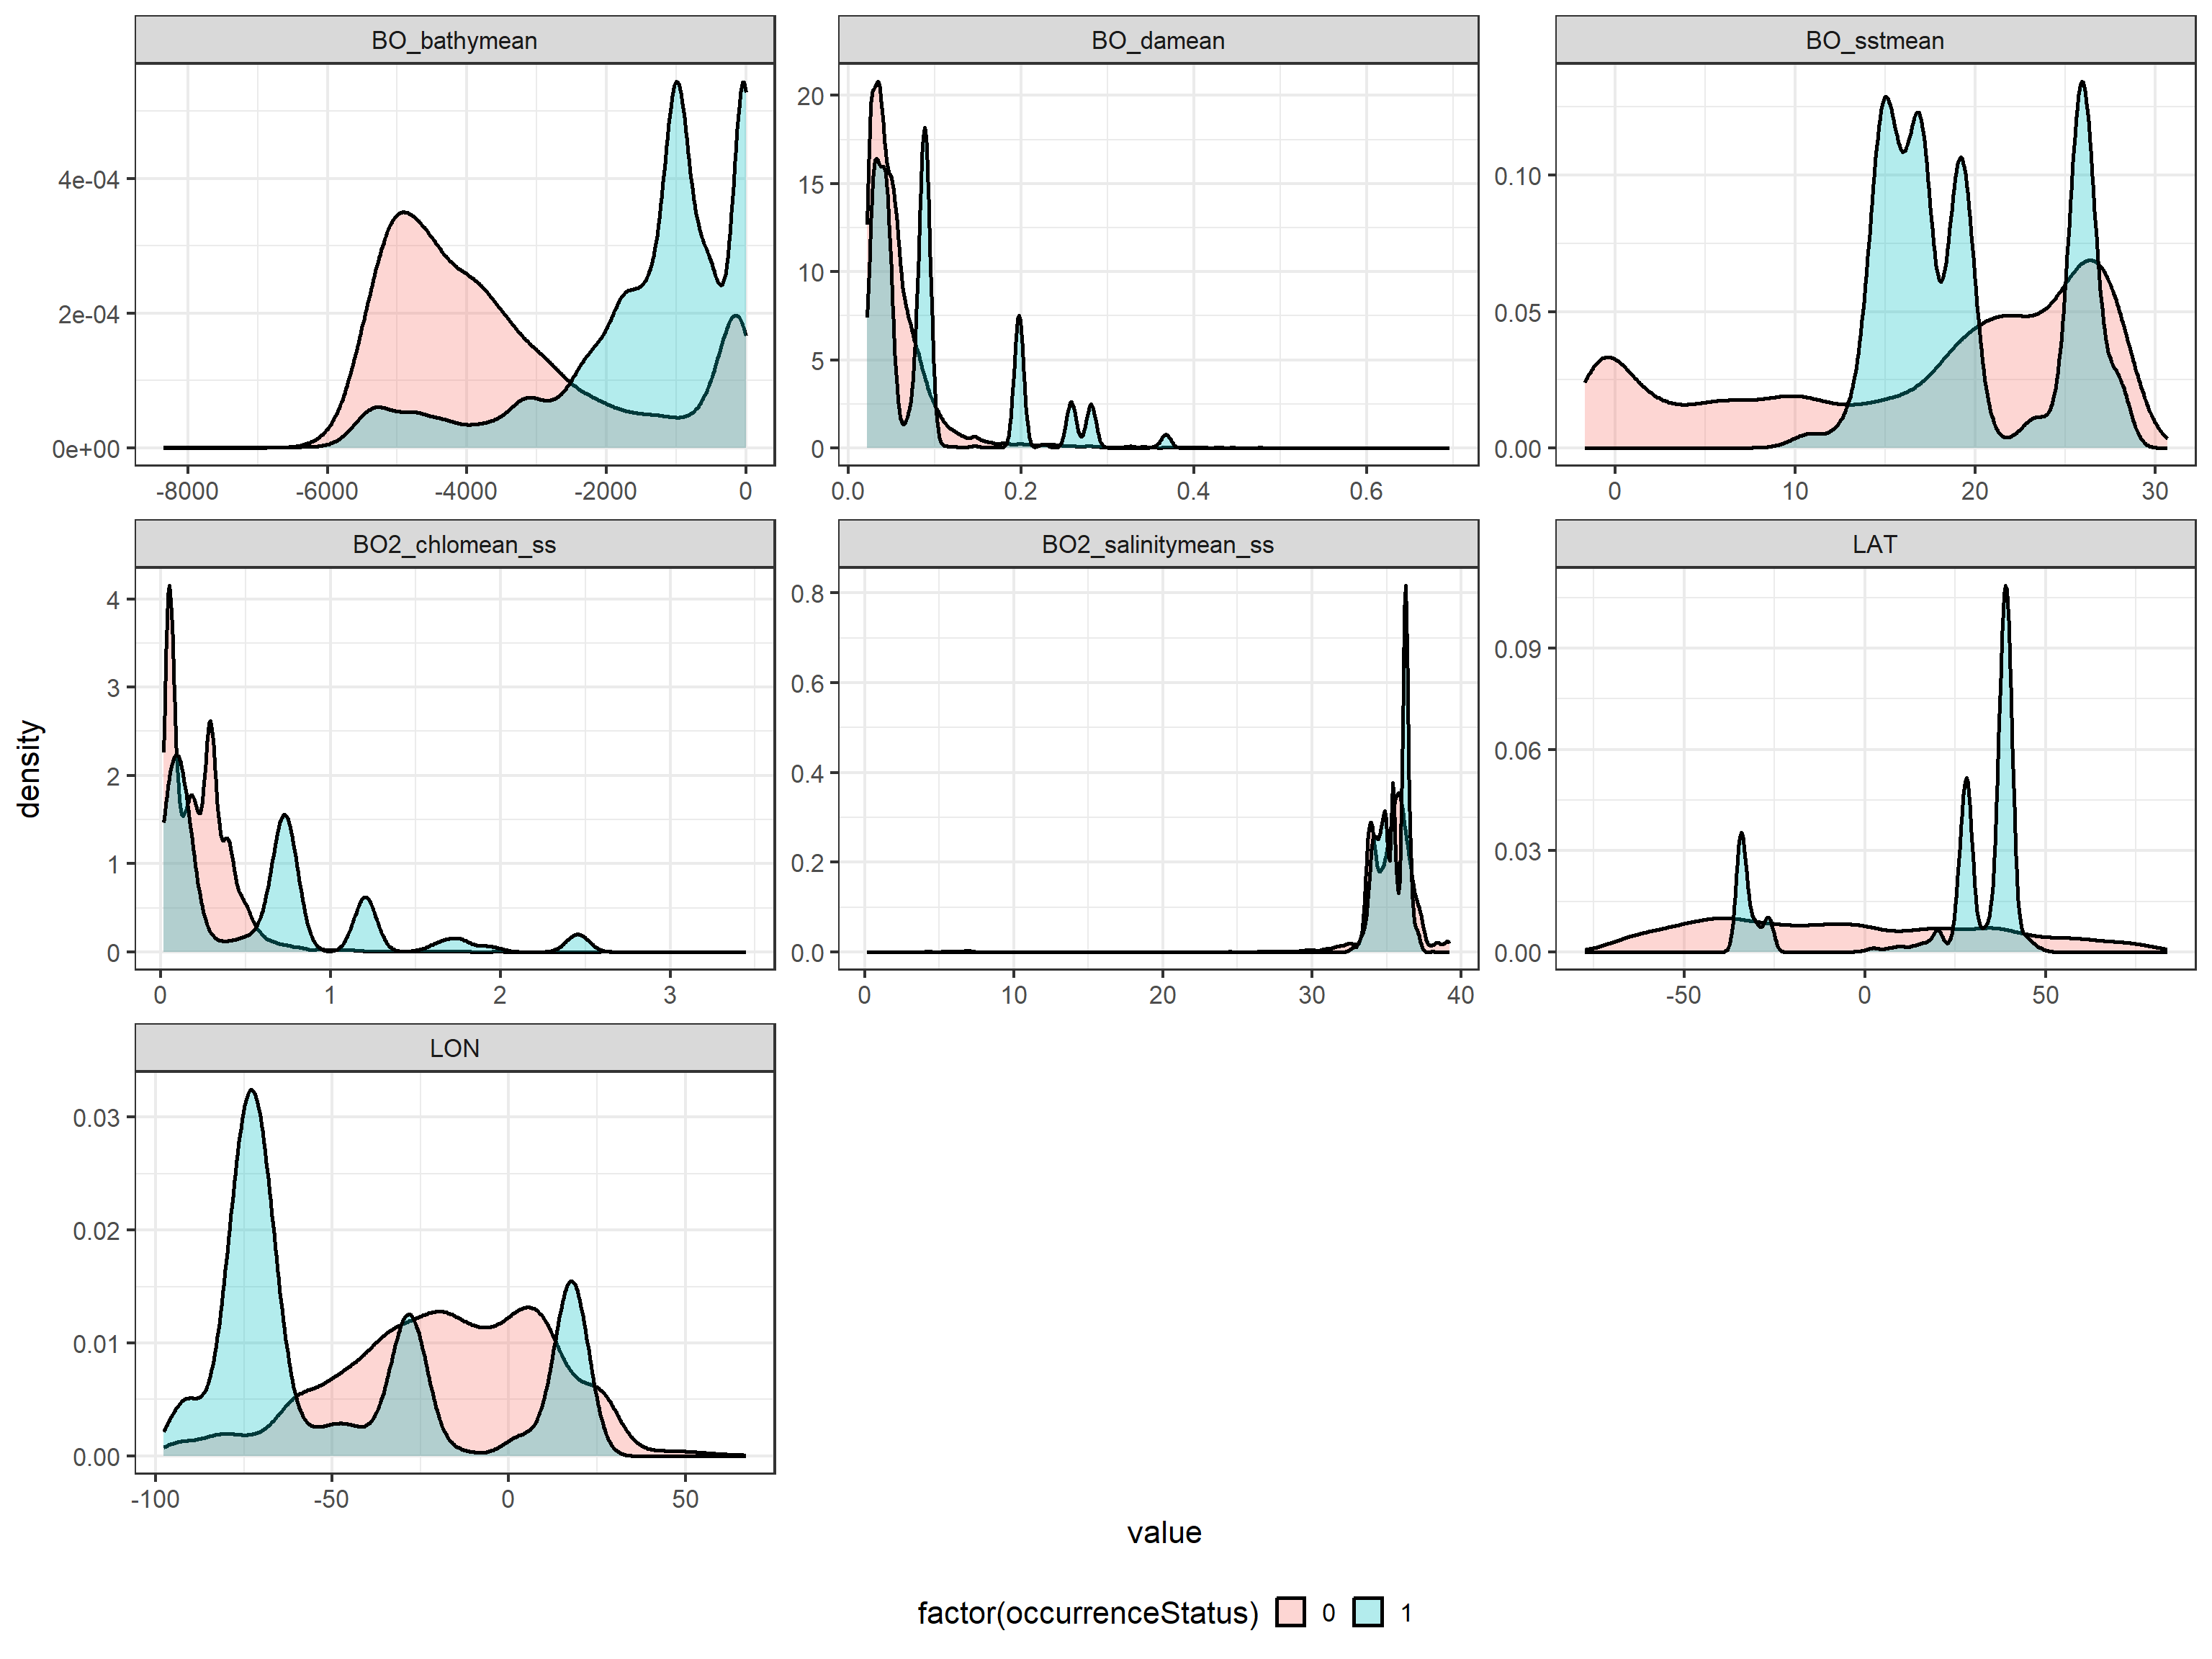 BO_bathymean
BO_damean
BO_sstmean
4e-04
2e-04
0e+00
-8000 -6000 -4000 -2000 0
20
15
10
5
0
0.0 0.2 0.4 0.6
0.10
0.05
0.00
0 10 20 30
BO2_chlomean_ss
BO2_salinitymean_ss
LAT
4
3
2
1
0
0 1 2 3
0.8
0.6
0.4
0.2
0.0
0 10 20 30 40
0.09
0.06
0.03
0.00
-50 0 50
LON
0.03
0.02
0.01
0.00
-100 -50 0 50
density
value
factor(occurrenceStatus) 0 1